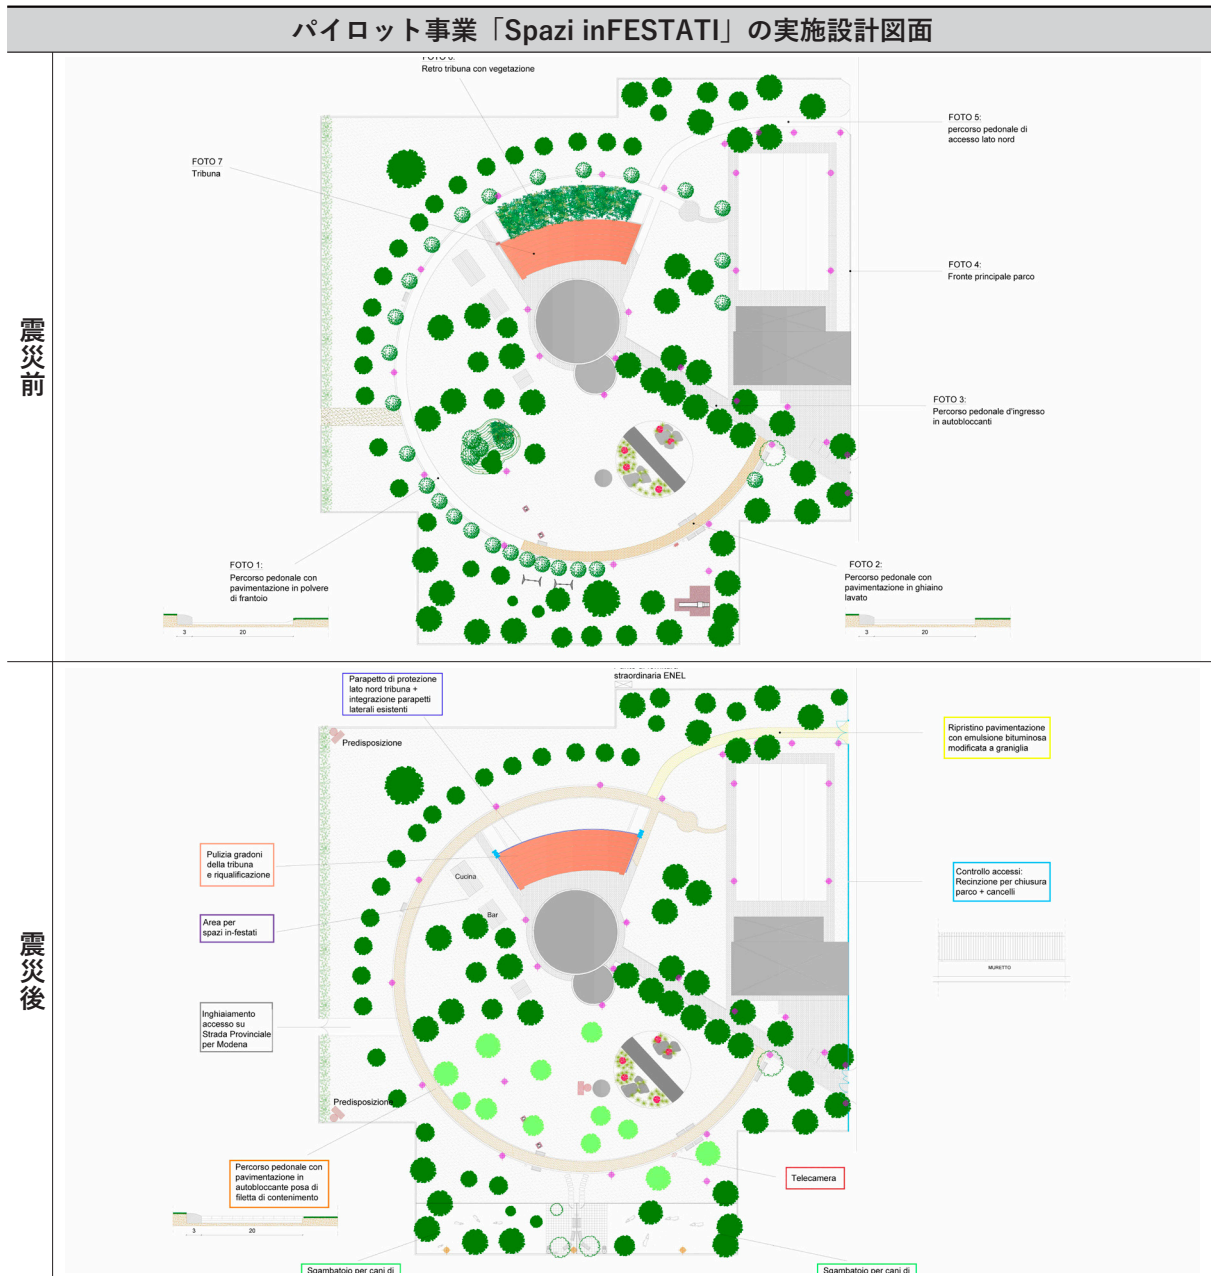 パイロット事業「Spazi inFESTATI」の実施設計図面
震災前
FOTO 6:
Retro tribuna con vegetazione
FOTO 7
Tribuna
FOTO 5:
percorso pedonale di
accesso lato nord
FOTO 4:
Fronte principale parco
FOTO 3:
Percorso pedonale d'ingresso
in autobloccanti
FOTO 1:
Percorso pedonale con
pavimentazione in polvere
di frantoio
3
20
FOTO 2:
Percorso pedonale con
pavimentazione in ghiaino
lavato
3
20
震災後
straordinaria ENEL
Parapetto di protezione
lato nord tribuna +
integrazione parapetti
laterali esistenti
Predisposizione
Ripristino pavimentazione
con emulsione bituminosa
modificata a graniglia
Pulizia gradoni
della tribuna
e riqualificazione
Cucina
Bar
Controllo accessi:
Recinzione per chiusura
parco + cancelli
Area per
spazi in-festati
MURETTO
Inghiaiamento
accesso su
Strada Provinciale
per Modena
Predisposizione
Percorso pedonale con
pavimentazione in
autobloccante posa di
filetta di contenimento
Telecamera
3
20
Sgambatoio per cani di
Sgambatoio per cani di